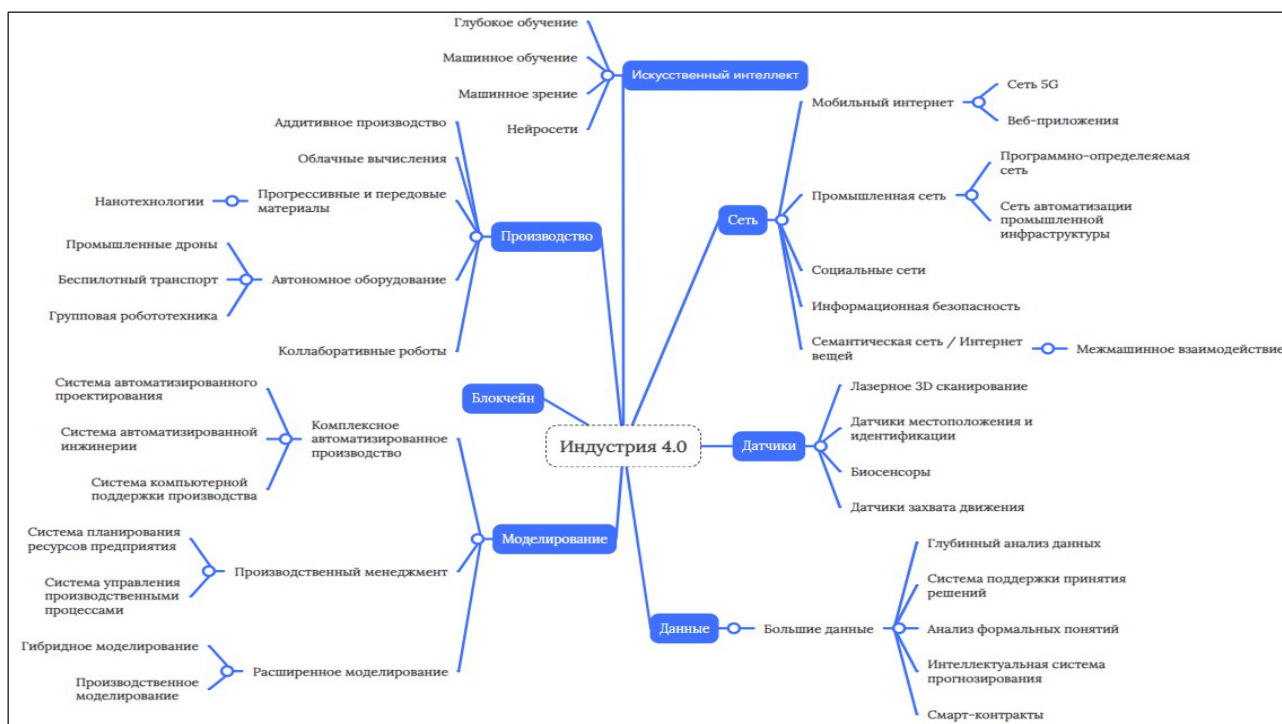 Глубокое обучение
Машинное обучение
Машинное зрение
Нейросети
Искусственный интеллект
Аддитивное производство
Облачные вычисления
Нанотехнологии
Прогрессивные и передовые
материалы
Промышленные дроны
Беспилотный транспорт
Групповая робототехника
Автономное оборудование
Коллаборативные роботы
Производство
Блокчейн
Индустрия 4.0
Система автоматизированного
проектирования
Система автоматизированной
инженерии
Система компьютерной
поддержки производства
Комплексное
автоматизированное
производство
Система планирования
ресурсов предприятия
Система управления
производственными
процессами
Производственный менеджмент
Гибридное моделирование
Производственное
моделирование
Расширенное моделирование
Моделирование
Сеть
Мобильный интернет
Сеть 5G
Веб-приложения
Промышленная сеть
Программно-определеяемая
сеть
Сеть автоматизации
промышленной
инфраструктуры
Социальные сети
Информационная безопасность
Семантическая сеть / Интернет
вещей
Межмашинное взаимодействие
Датчики
Лазерное 3D сканирование
Датчики местоположения и
идентификации
Биосенсоры
Датчики захвата движения
Данные
Большие данные
Глубинный анализ данных
Система поддержки принятия
решений
Анализ формальных понятий
Интеллектуальная система
прогнозирования
Смарт-контракты